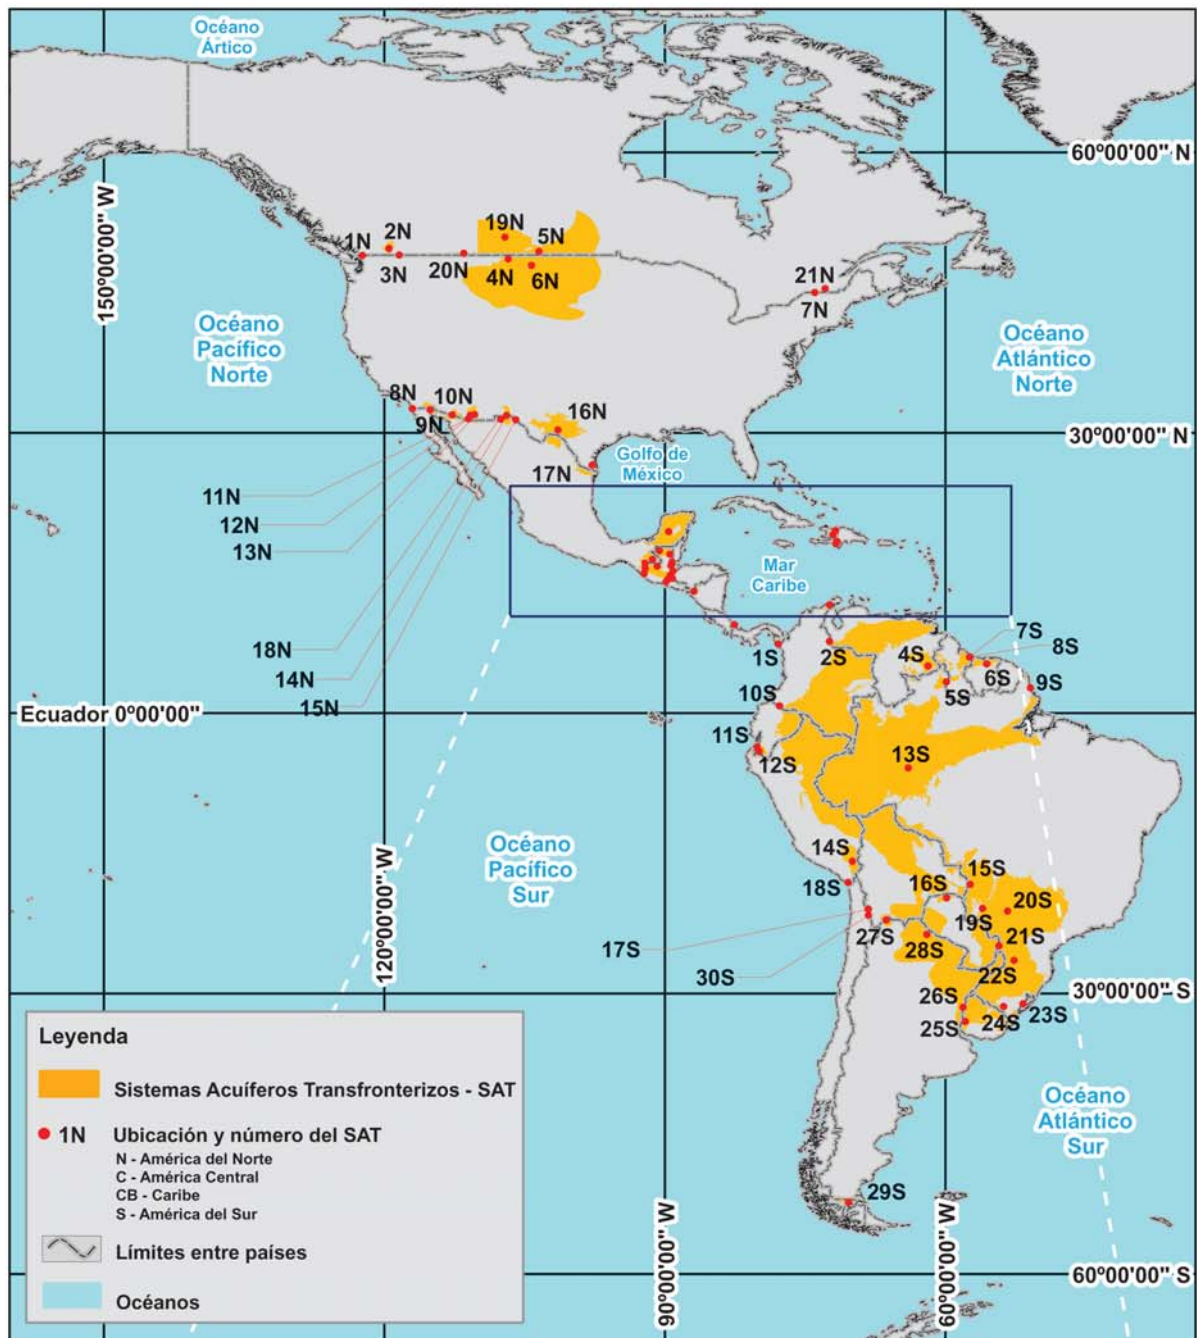 Océano
Ártico
60º00'00" N
150º00'00" W
1N
2N
3N
20N
19N
4N
5N
6N
21N
7N
Océano
Pacífico
Norte
Océano
Atlántico
Norte
8N
9N
10N
16N
30º00'00" N
17N
Golfo de
México
11N
12N
13N
Mar
Caribe
18N
14N
15N
1S
2S
4S
5S
7S
8S
6S
9S
10S
Ecuador 0º00'00"
11S
12S
13S
120º00'00" W
Océano
Pacífico
Sur
14S
18S
15S
16S
19S
20S
17S
27S
28S
21S
22S
30S
26S
25S
24S
23S
30º00'00" S
Océano
Atlántico
Sur
29S
90º00'00" W
60º00'00" W
60º00'00" S
Leyenda
Sistemas Acuíferos Transfronterizos - SAT
1N Ubicación y número del SAT
N - América del Norte
C - América Central
CB - Caribe
S - América del Sur
Límites entre países
Océanos